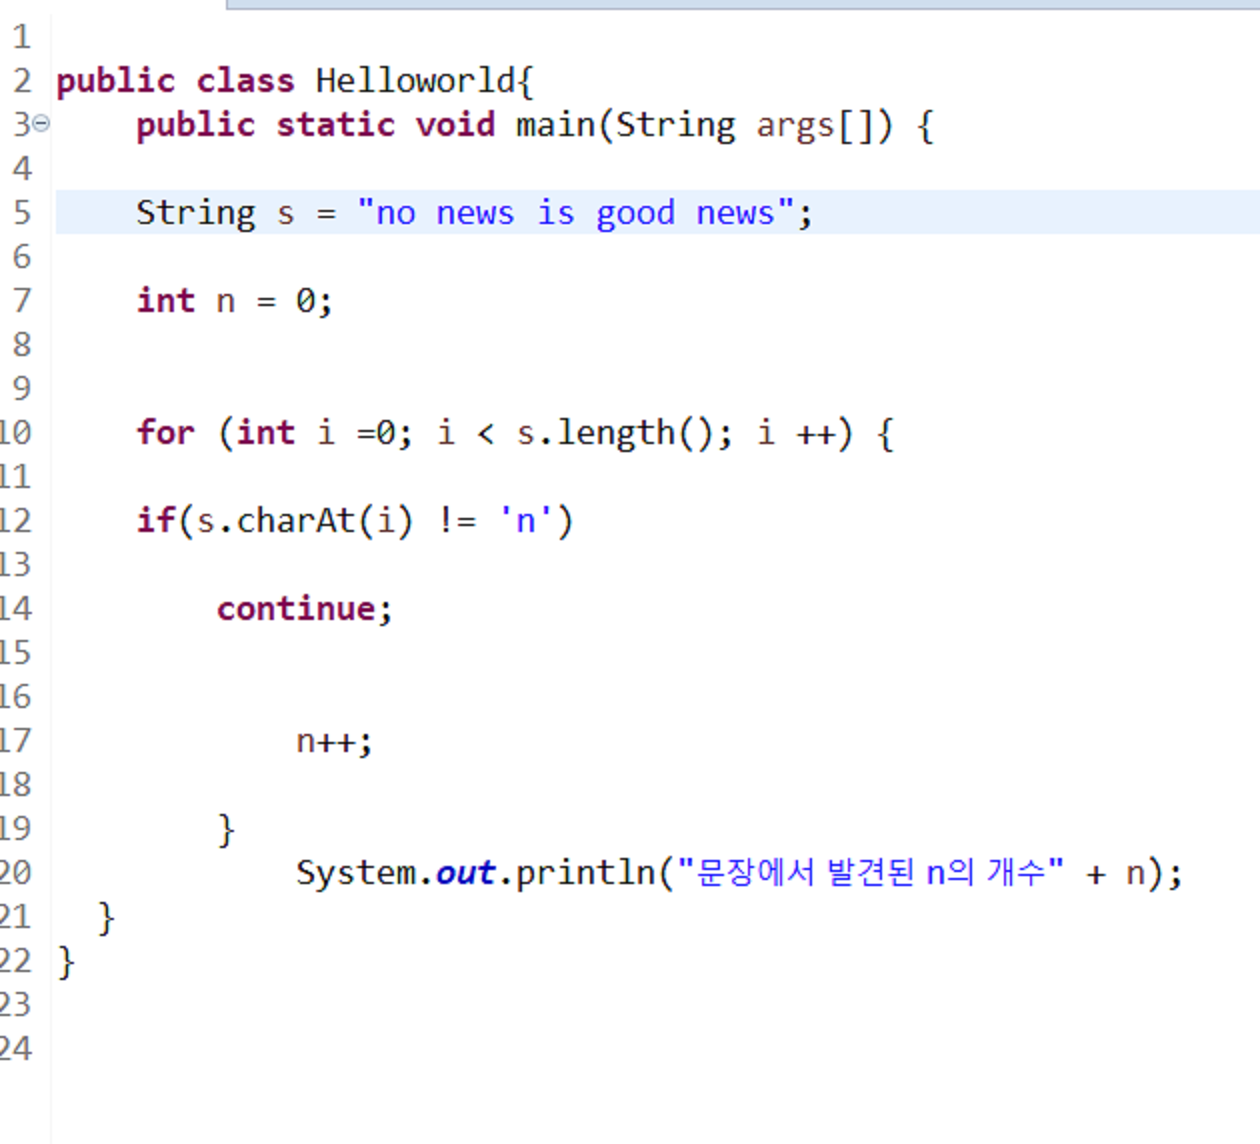 1
2 public class Helloworld{
3 public static void main(String args[]) {
4
5 String s = "no news is good news";
6
7 int n = 0;
8
9
10 for (int i =0; i < s.length(); i ++) {
11
12 if(s.charAt(i) != 'n')
13
14 continue;
15
16
17 n++;
18
19 }
20 System.out.println("문장에서 발견된 n의 개수" + n);
21 }
22 }
23
24